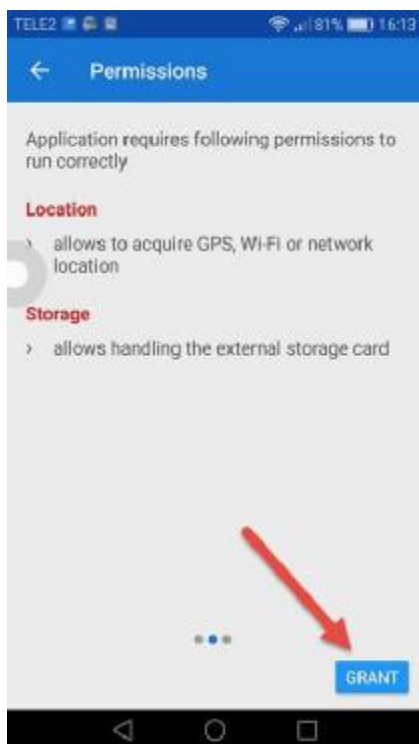 TELE2 81% 16:13
Permissions
Application requires following permissions to
run correctly
Location
› allows to acquire GPS, Wi-Fi or network
location
Storage
› allows handling the external storage card
GRANT